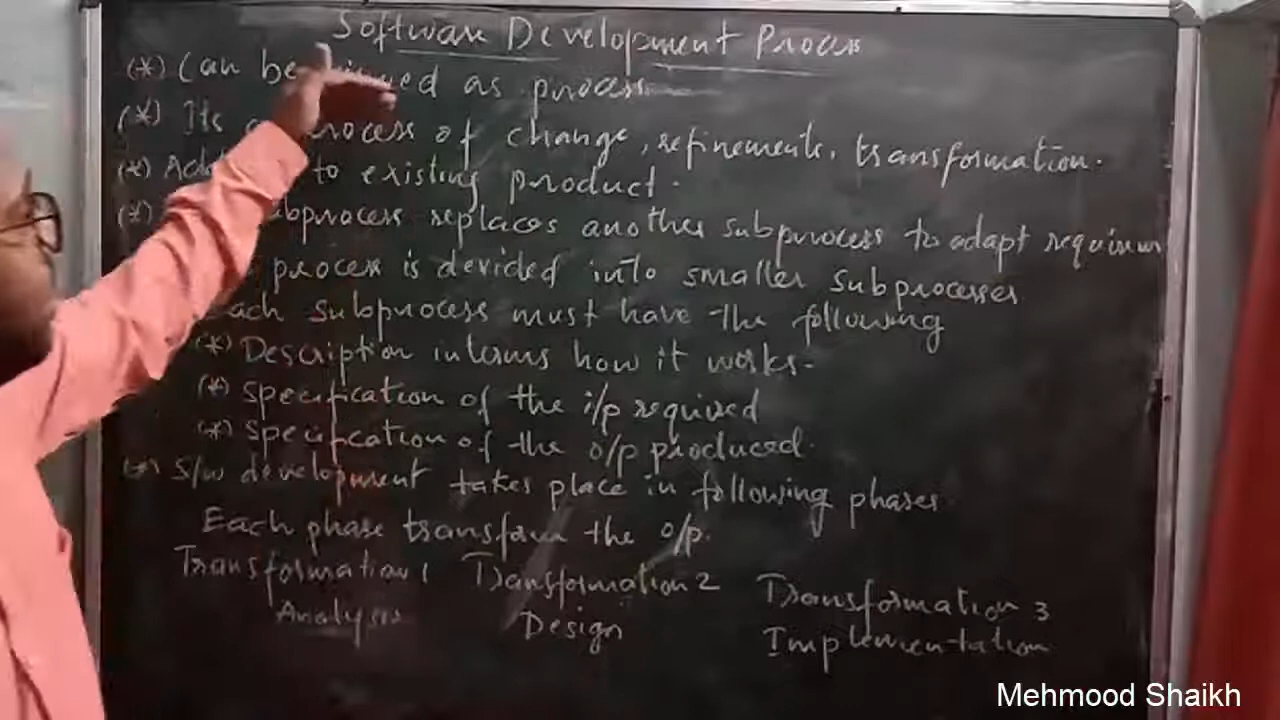 Software Development Process
(*) Can be as process.
(*) Its process of change, refinements, transformation.
(*) to existing product.
(*) subprocess replaces another subprocess to adapt
process is devided into smaller subprocesses
Each subprocess must have the following
(*) Description interms how it works.
(*) Specification of the i/p required
(*) Specification of the o/p produced.
S/w development takes place in following phases.
Each phase transform the o/p.
Transformation 1 Transformation 2 Transformation 3
Analysis Design Implementation
Mehmood Shaikh